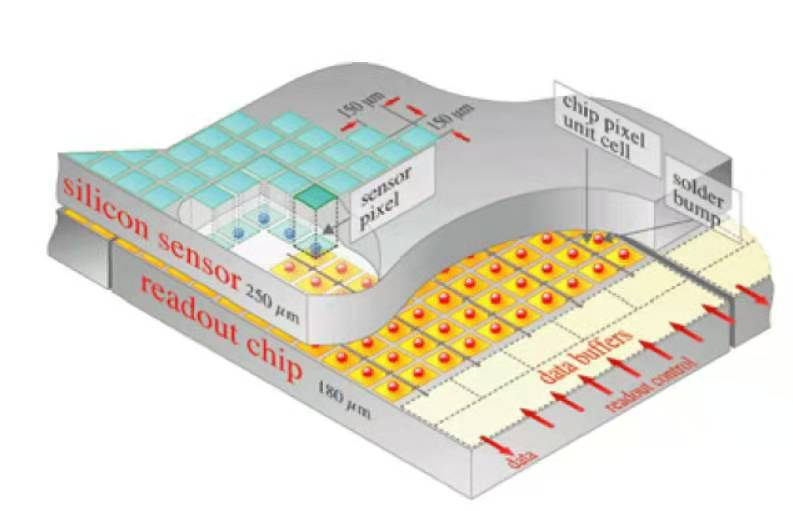 150 μm
150 μm
chip pixel
unit cell
sensor
pixel
solder
bump
silicon sensor
250 μm
readout chip
180 μm
data buffers
readout control
data